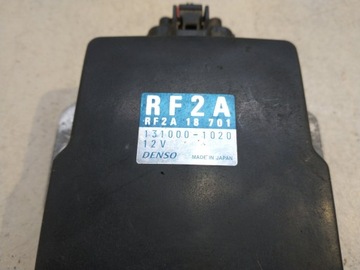 RF2A
RF2A 18 701
131000-1020
12V
DENSO MADE IN JAPAN